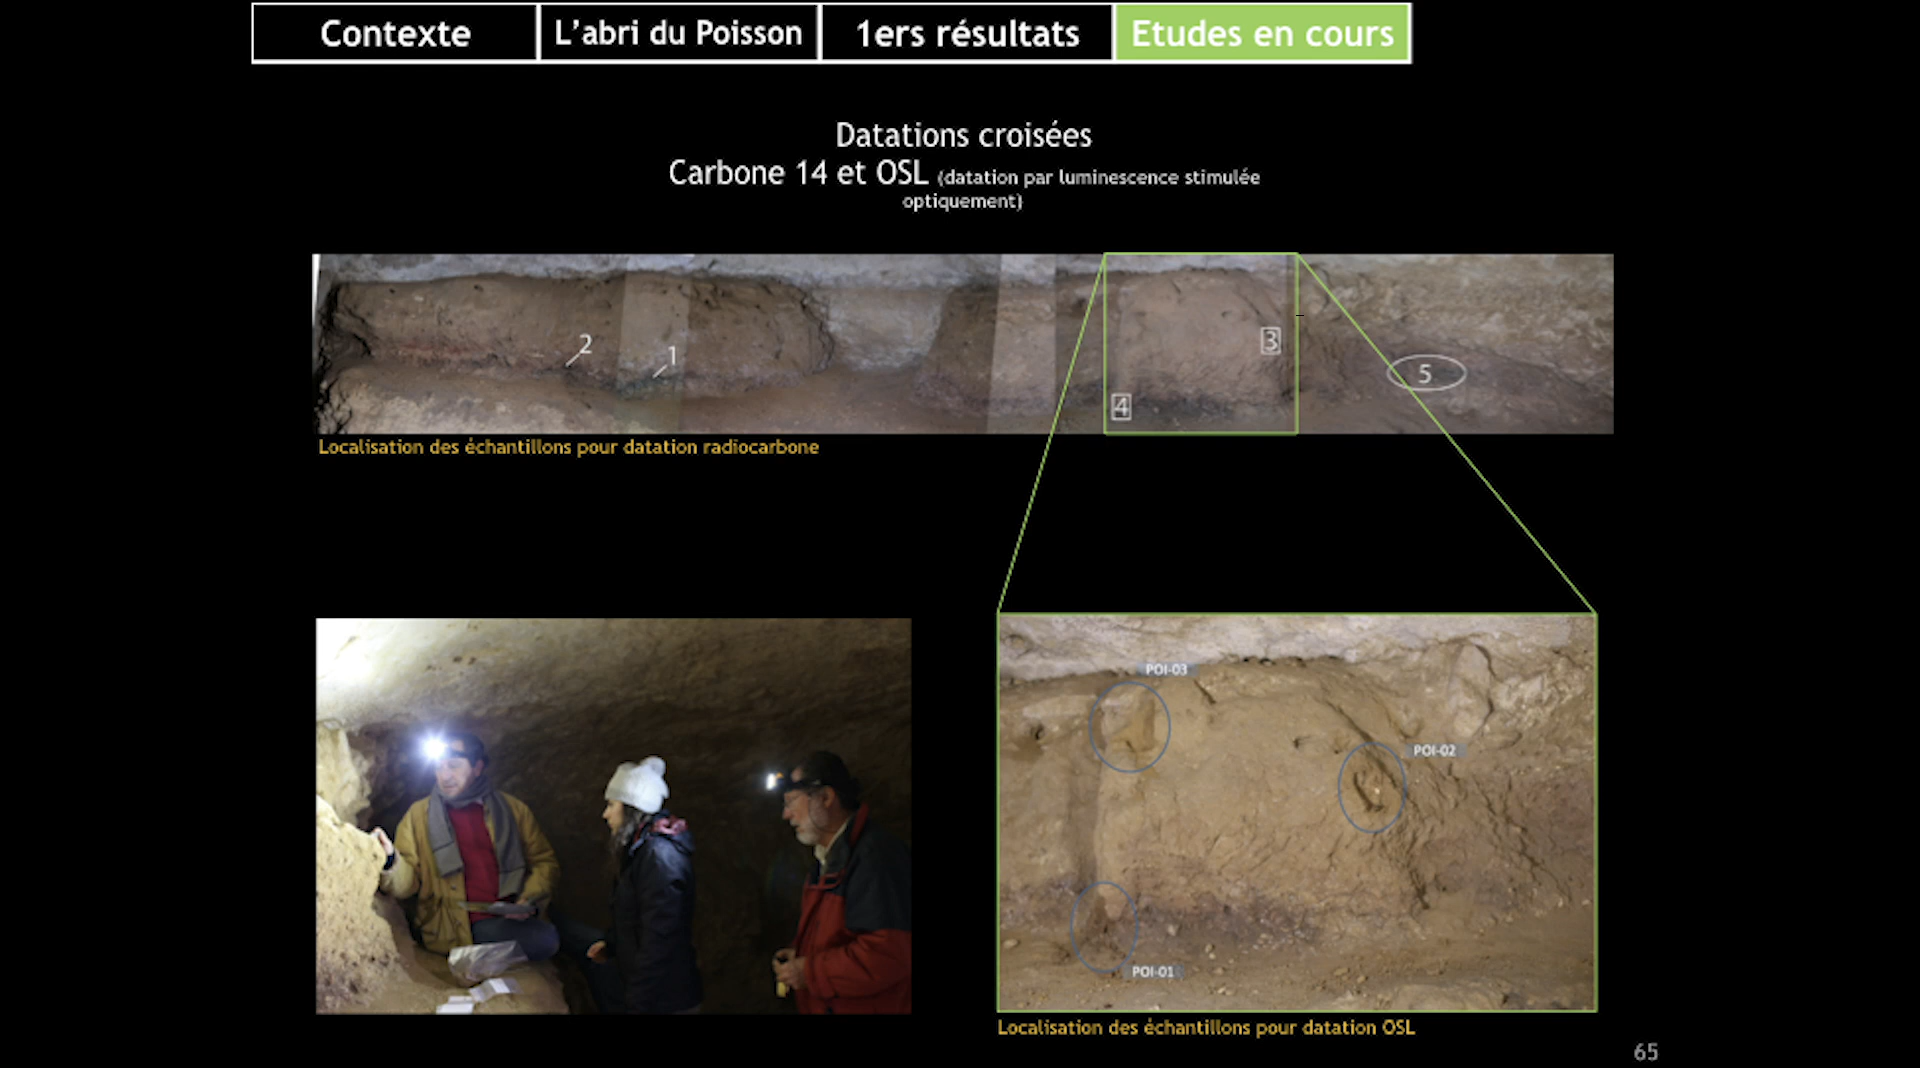 Contexte
L'abri du Poisson
1ers résultats
Etudes en cours
Datations croisées
Carbone 14 et OSL (datation par luminescence stimulée
optiquement)
2
1
3
4
5
Localisation des échantillons pour datation radiocarbone
POI-03
POI-02
POI-01
Localisation des échantillons pour datation OSL
65